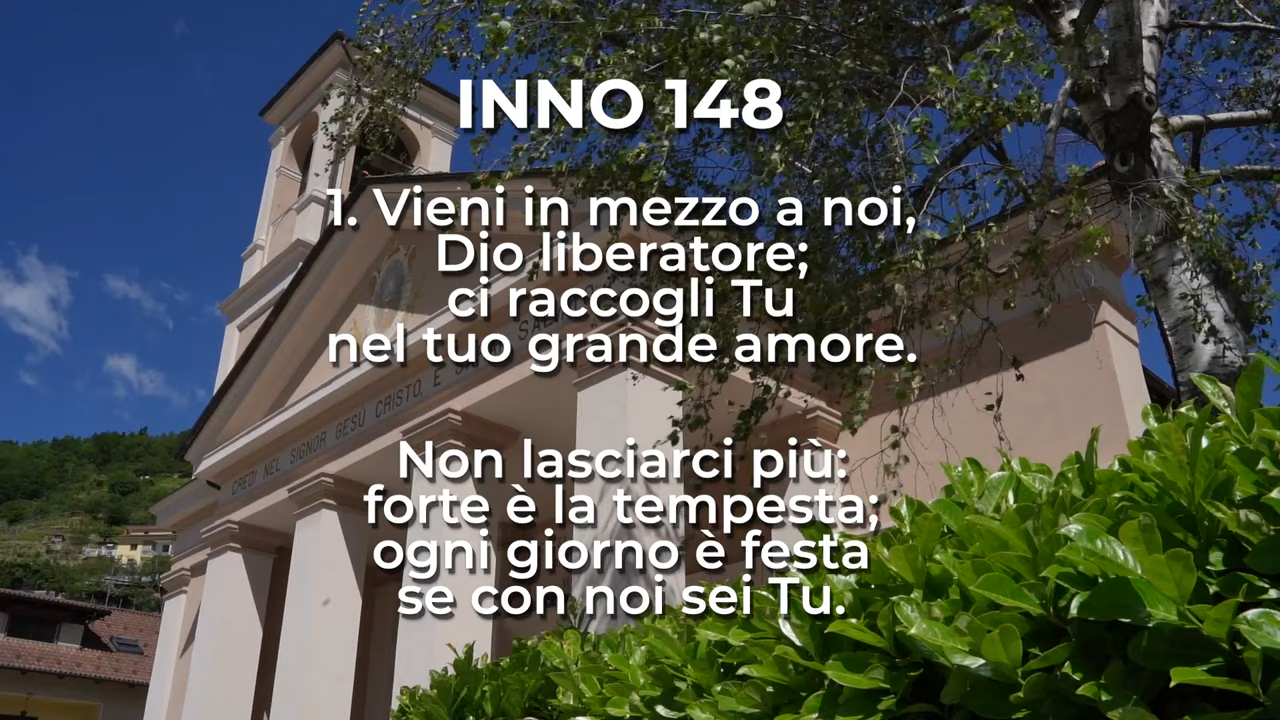 INNO 148
1. Vieni in mezzo a noi,
Dio liberatore;
ci raccogli Tu
nel tuo grande amore.
Non lasciarci più:
forte è la tempesta;
ogni giorno è festa
se con noi sei Tu.
CREDI NEL SIGNOR GESÙ CRISTO, E